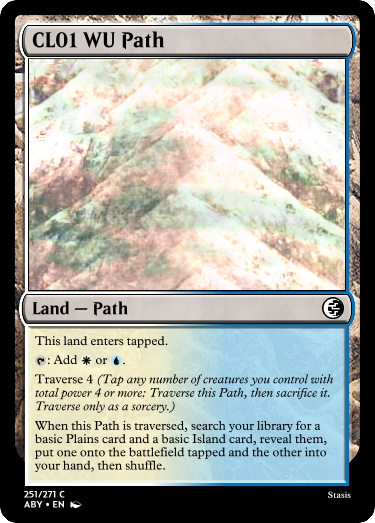 CL01 WU Path
Land — Path
This land enters tapped.
: Add or .
Traverse 4 (Tap any number of creatures you control with
total power 4 or more: Traverse this Path, then sacrifice it.
Traverse only as a sorcery.)
When this Path is traversed, search your library for a
basic Plains card and a basic Island card, reveal them,
put one onto the battlefield tapped and the other into
your hand, then shuffle.
251/271 C
ABY • EN
Stasis